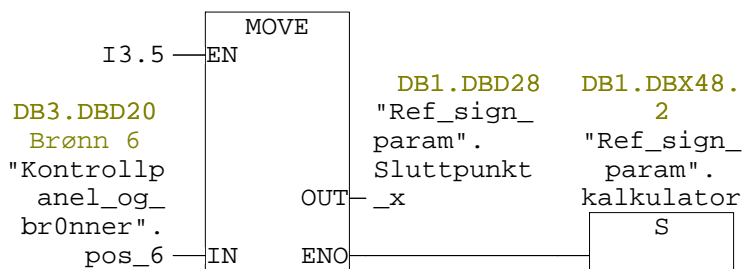 MOVE
I3.5
EN
DB3.DBD20
Brønn 6
"Kontrollp
anel_og_
br0nner".
pos_6
IN
DB1.DBD28
"Ref_sign_
param".
Sluttpunkt
_x
OUT
ENO
DB1.DBX48.
2
"Ref_sign_
param".
kalkulator
S